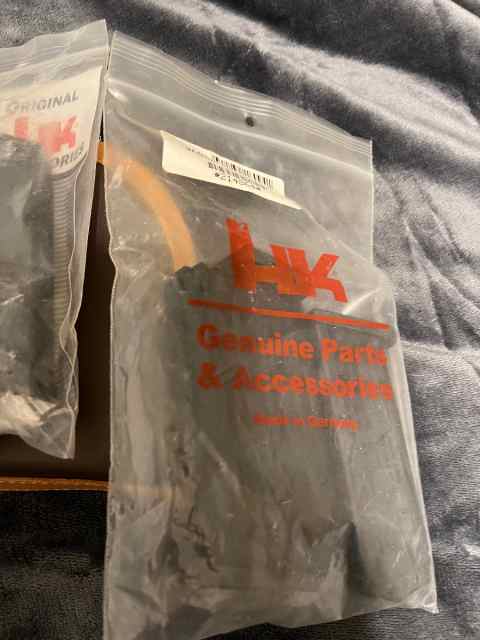 ORIGINAL
HK
HK
Genuine Parts
& Accessories
Made in Germany